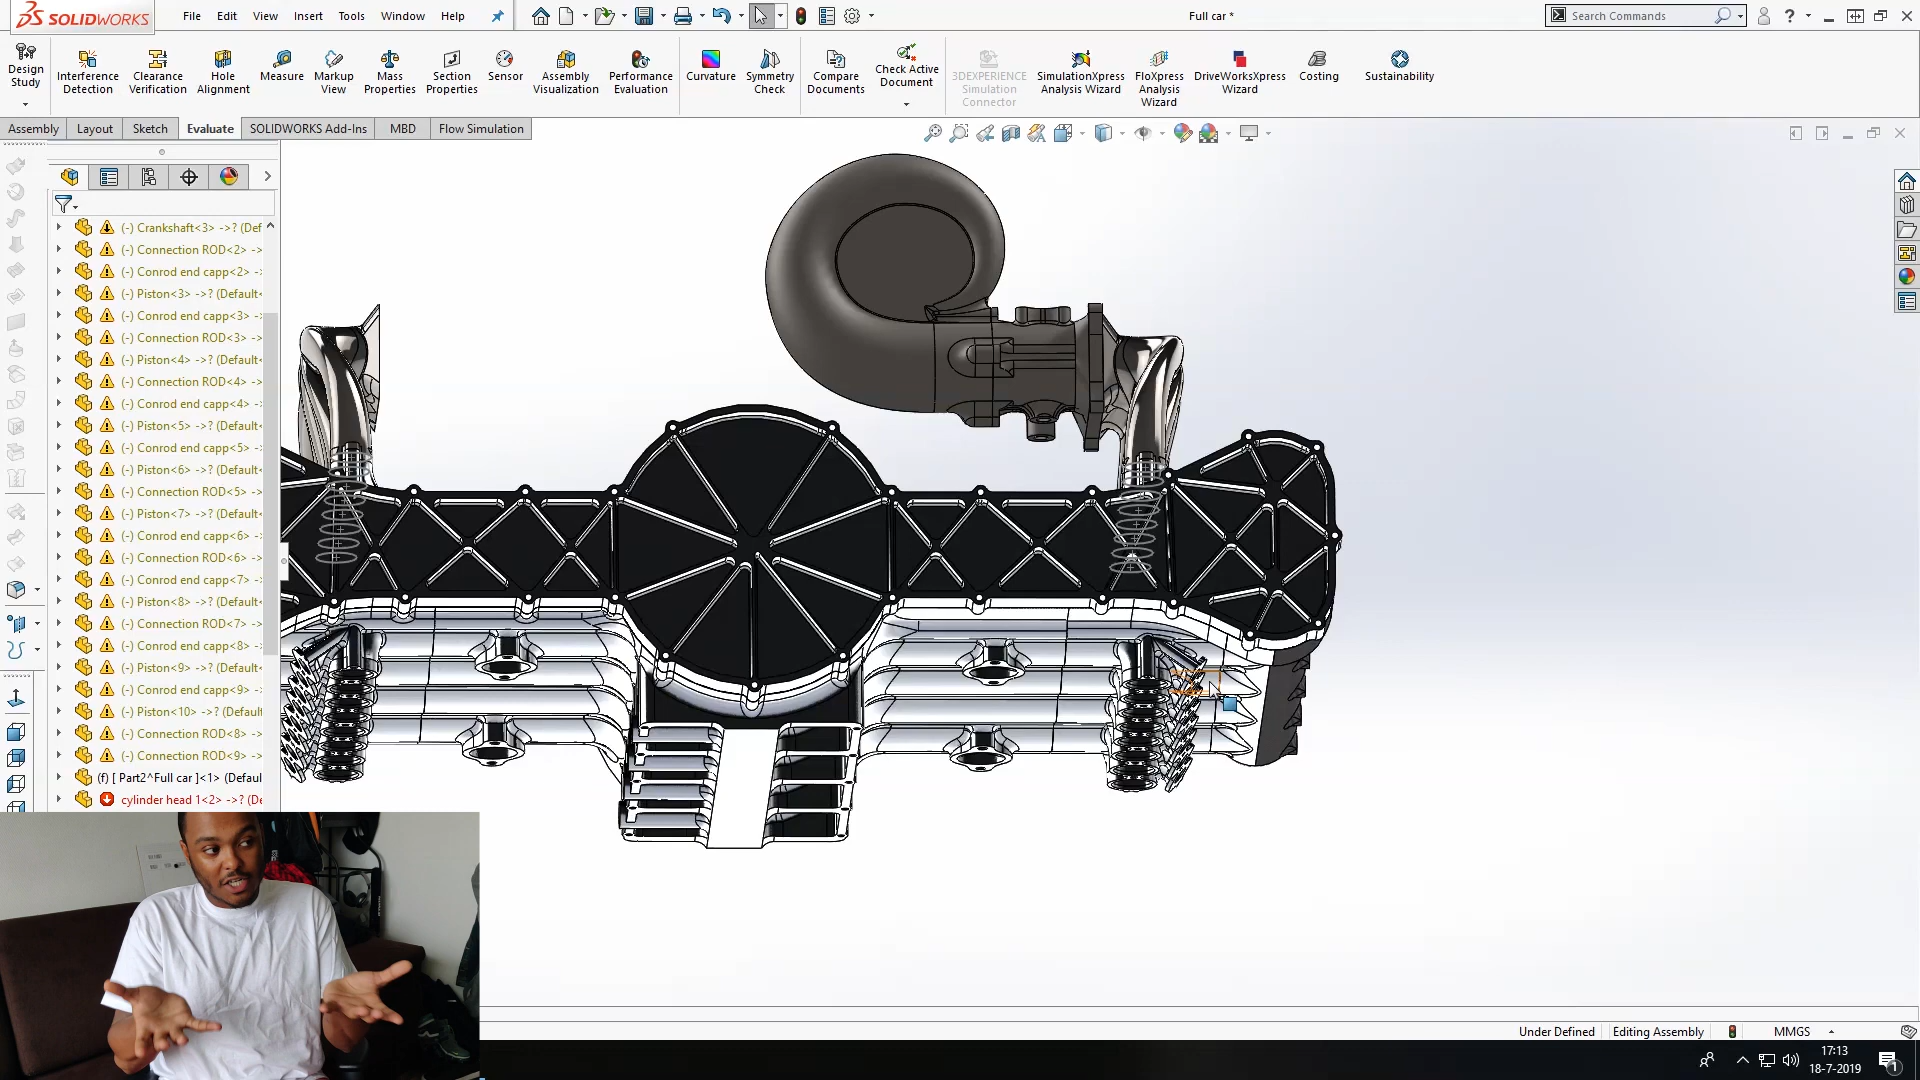 SOLIDWORKS
File Edit View Insert Tools Window Help
Full car *
Search Commands
Design Study
Interference Detection
Clearance Verification
Hole Alignment
Measure
Markup View
Mass Properties
Section Properties
Sensor
Assembly Visualization
Performance Evaluation
Curvature
Symmetry Check
Compare Documents
Check Active Document
3DEXPERIENCE Simulation Connector
SimulationXpress Analysis Wizard
FloXpress Analysis Wizard
DriveWorksXpress Wizard
Costing
Sustainability
Assembly Layout Sketch Evaluate SOLIDWORKS Add-Ins MBD Flow Simulation
(-) Crankshaft<3> ->? (Def
(-) Connection ROD<2> ->
(-) Conrod end capp<2> ->
(-) Piston<3> ->? (Default<
(-) Conrod end capp<3> ->
(-) Connection ROD<3> ->
(-) Piston<4> ->? (Default<
(-) Connection ROD<4> ->
(-) Conrod end capp<4> ->
(-) Piston<5> ->? (Default<
(-) Conrod end capp<5> ->
(-) Piston<6> ->? (Default<
(-) Connection ROD<5> ->
(-) Piston<7> ->? (Default<
(-) Conrod end capp<6> ->
(-) Connection ROD<6> ->
(-) Conrod end capp<7> ->
(-) Piston<8> ->? (Default<
(-) Connection ROD<7> ->
(-) Conrod end capp<8> ->
(-) Piston<9> ->? (Default<
(-) Conrod end capp<9> ->
(-) Piston<10> ->? (Default
(-) Connection ROD<8> ->
(-) Connection ROD<9> ->
(f) [ Part2^Full car ]<1> (Defaul
cylinder head 1<2> ->? (De
Under Defined Editing Assembly MMGS
17:13
18-7-2019
1